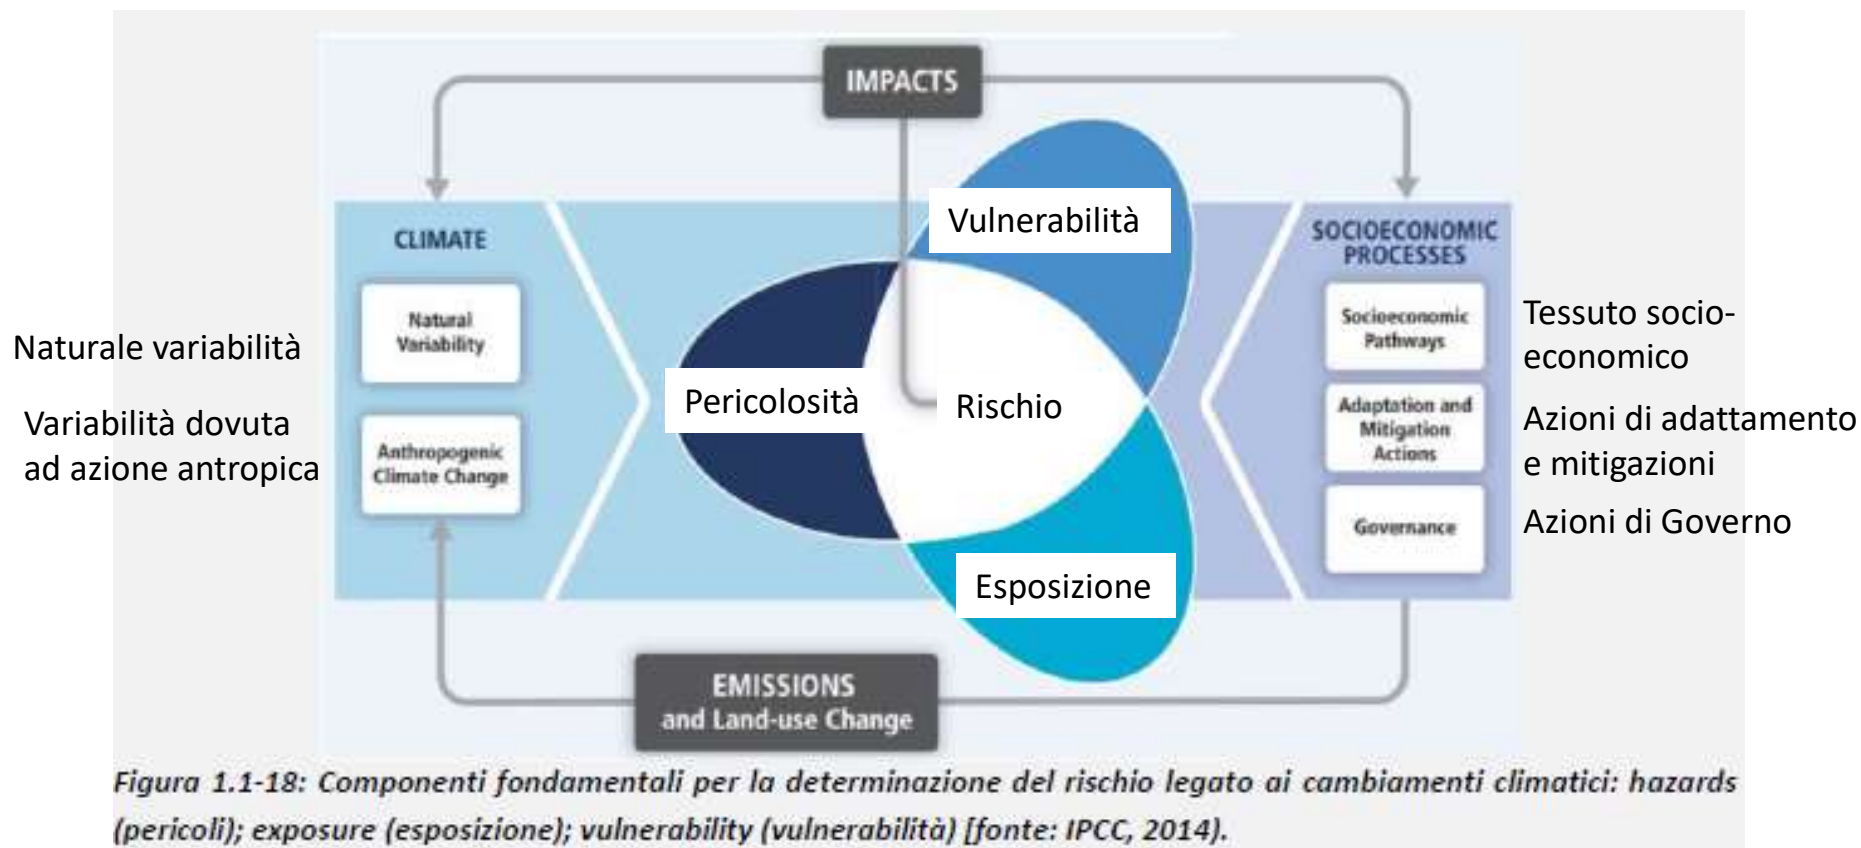 IMPACTS
Vulnerabilità
CLIMATE
SOCIOECONOMIC
PROCESSES
Natural
Variability
Naturale variabilità
Socioeconomic
Pathways
Tessuto socio-
economico
Pericolosità
Rischio
Variabilità dovuta
ad azione antropica
Anthropogenic
Climate Change
Adaptation and
Mitigation
Actions
Azioni di adattamento
e mitigazioni
Governance
Azioni di Governo
Esposizione
EMISSIONS
and Land-use Change
Figura 1.1-18: Componenti fondamentali per la determinazione del rischio legato ai cambiamenti climatici: hazards
(pericoli); exposure (esposizione); vulnerability (vulnerabilità) [fonte: IPCC, 2014).